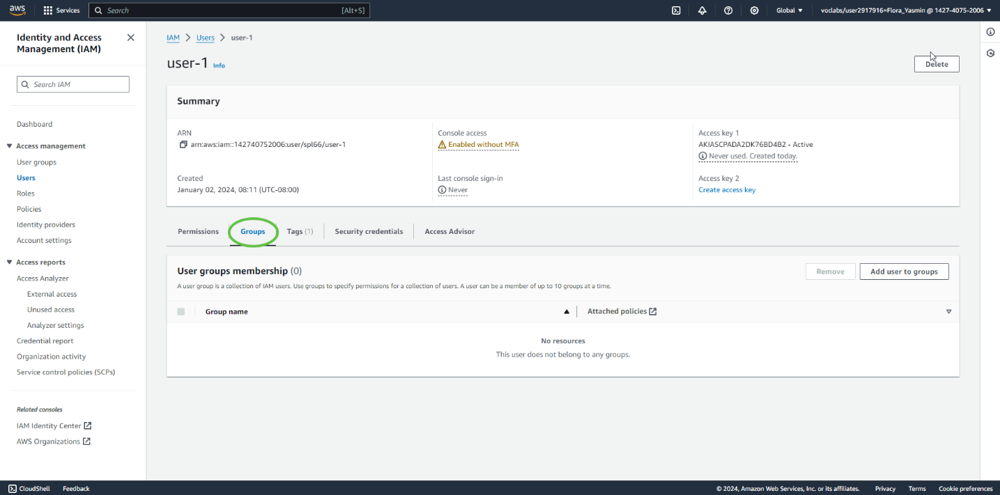 aws
Services
Search
[Alt+S]
Global
voclabs/user2917916=Flora_Yasmin @ 1427-4075-2006
Identity and Access
Management (IAM)
Search IAM
Dashboard
Access management
User groups
Users
Roles
Policies
Identity providers
Account settings
Access reports
Access Analyzer
External access
Unused access
Analyzer settings
Credential report
Organization activity
Service control policies (SCPs)
Related consoles
IAM Identity Center
AWS Organizations
IAM > Users > user-1
user-1 Info
Delete
Summary
ARN
arn:aws:iam::142740752006:user/spl66/user-1
Created
January 02, 2024, 08:11 (UTC-08:00)
Console access
Enabled without MFA
Last console sign-in
Never
Access key 1
AKIASCPADA2DK76BD4B2 - Active
Never used. Created today.
Access key 2
Create access key
Permissions
Groups
Tags (1)
Security credentials
Access Advisor
User groups membership (0)
A user group is a collection of IAM users. Use groups to specify permissions for a collection of users. A user can be a member of up to 10 groups at a time.
Remove
Add user to groups
Group name
Attached policies
No resources
This user does not belong to any groups.
CloudShell
Feedback
© 2024, Amazon Web Services, Inc. or its affiliates.
Privacy
Terms
Cookie preferences